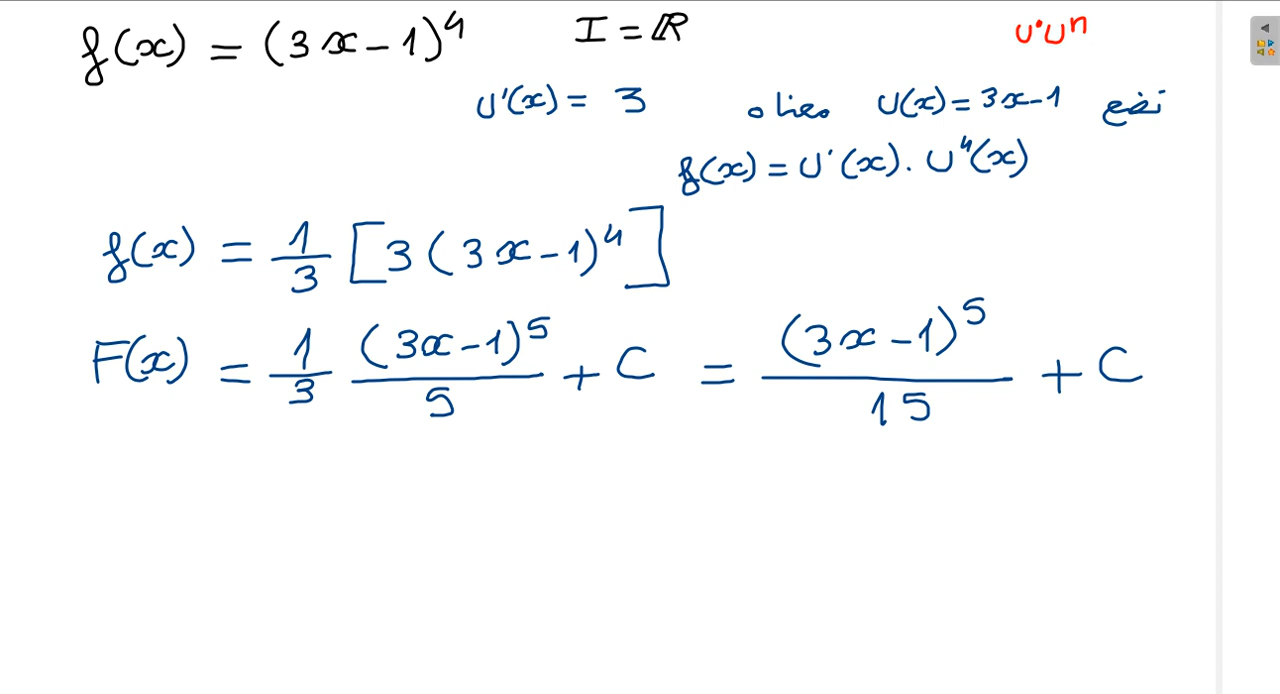 f(x) = (3x-1)⁴ I = ℝ U'Uⁿ
نضع U(x)=3x-1 معناه U'(x)= 3
f(x) = U'(x). U⁴(x)
f(x) = 1/3 [3(3x-1)⁴]
F(x) = 1/3 (3x-1)⁵/5 + C = (3x-1)⁵/15 + C